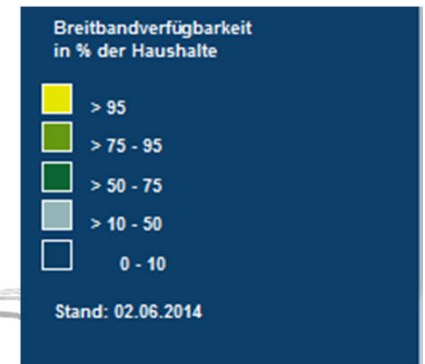 Breitbandverfügbarkeit
in % der Haushalte
> 95
> 75 - 95
> 50 - 75
> 10 - 50
0 - 10
Stand: 02.06.2014